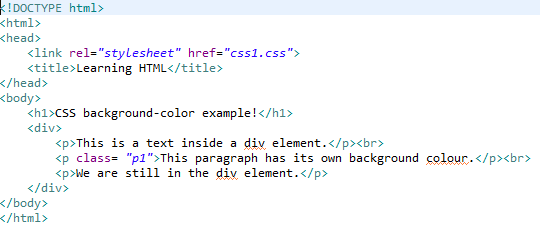 <!DOCTYPE html>
<html>
<head>
    <link rel="stylesheet" href="css1.css">
    <title>Learning HTML</title>
</head>
<body>
    <h1>CSS background-color example!</h1>
    <div>
        <p>This is a text inside a div element.</p><br>
        <p class= "p1">This paragraph has its own background colour.</p><br>
        <p>We are still in the div element.</p>
    </div>
</body>
</html>